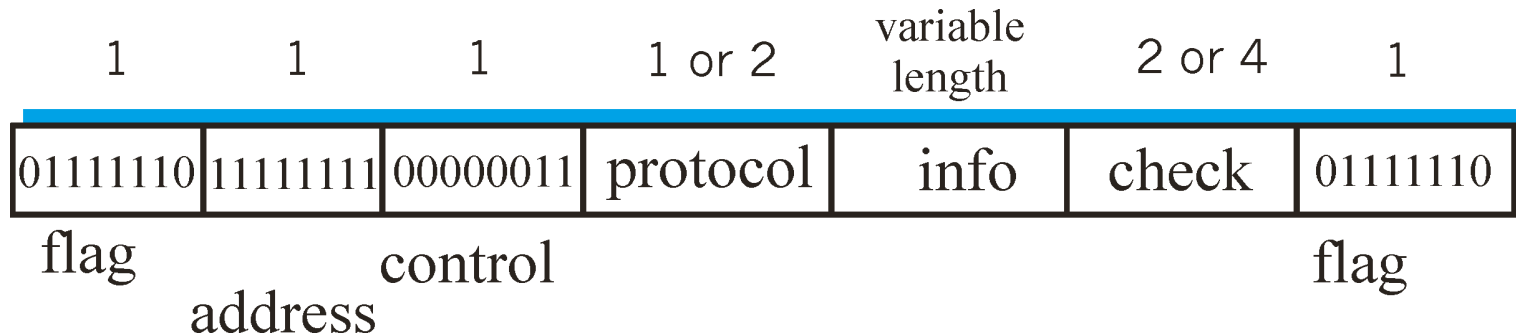 variable
1 1 1 1 or 2 length 2 or 4 1
01111110 11111111 00000011 protocol info check 01111110
flag control flag
address